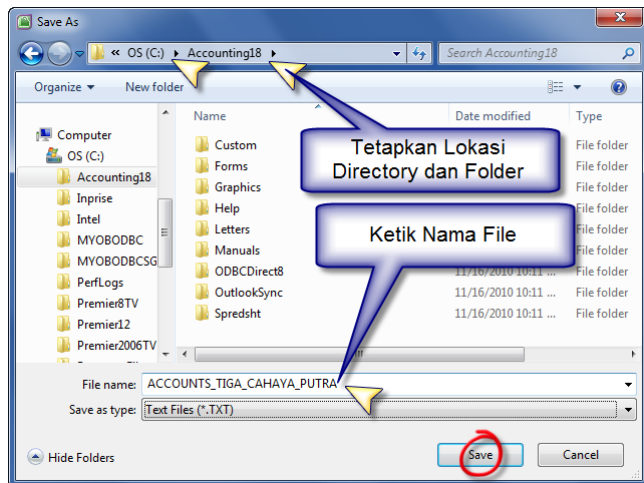 Save As
« OS (C:) Accounting18
Search Accounting18
Organize
New folder
Name
Date modified
Type
Computer
OS (C:)
Accounting18
Inprise
Intel
MYOBODBC
MYOBODBCSG
PerfLogs
Premier8TV
Premier12
Premier2006TV
Custom
File folder
Forms
File folder
Graphics
File folder
Help
File folder
Letters
File folder
Manuals
File folder
ODBCDirect8
11/16/2010 10:11 ...
File folder
OutlookSync
11/16/2010 10:11 ...
File folder
Spredsht
11/16/2010 10:11 ...
File folder
Tetapkan Lokasi
Directory dan Folder
Ketik Nama File
File name: ACCOUNTS_TIGA_CAHAYA_PUTRA
Save as type: Text Files (*.TXT)
Hide Folders
Save
Cancel